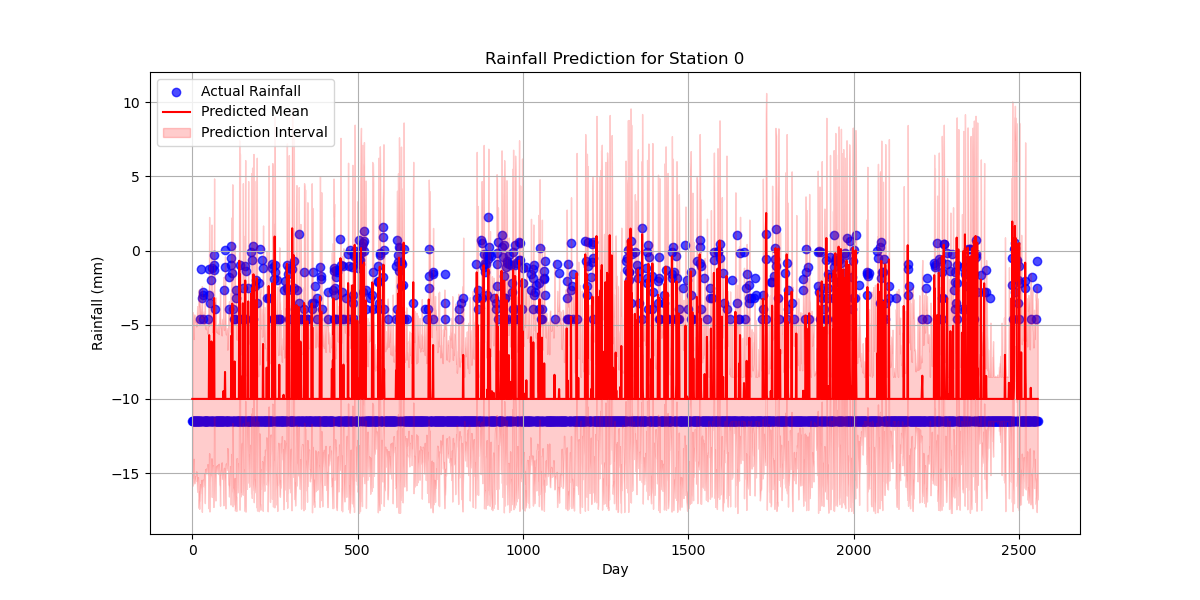 Rainfall Prediction for Station 0
Actual Rainfall
Predicted Mean
Prediction Interval
10
5
0
−5
−10
−15
Rainfall (mm)
0
500
1000
1500
2000
2500
Day